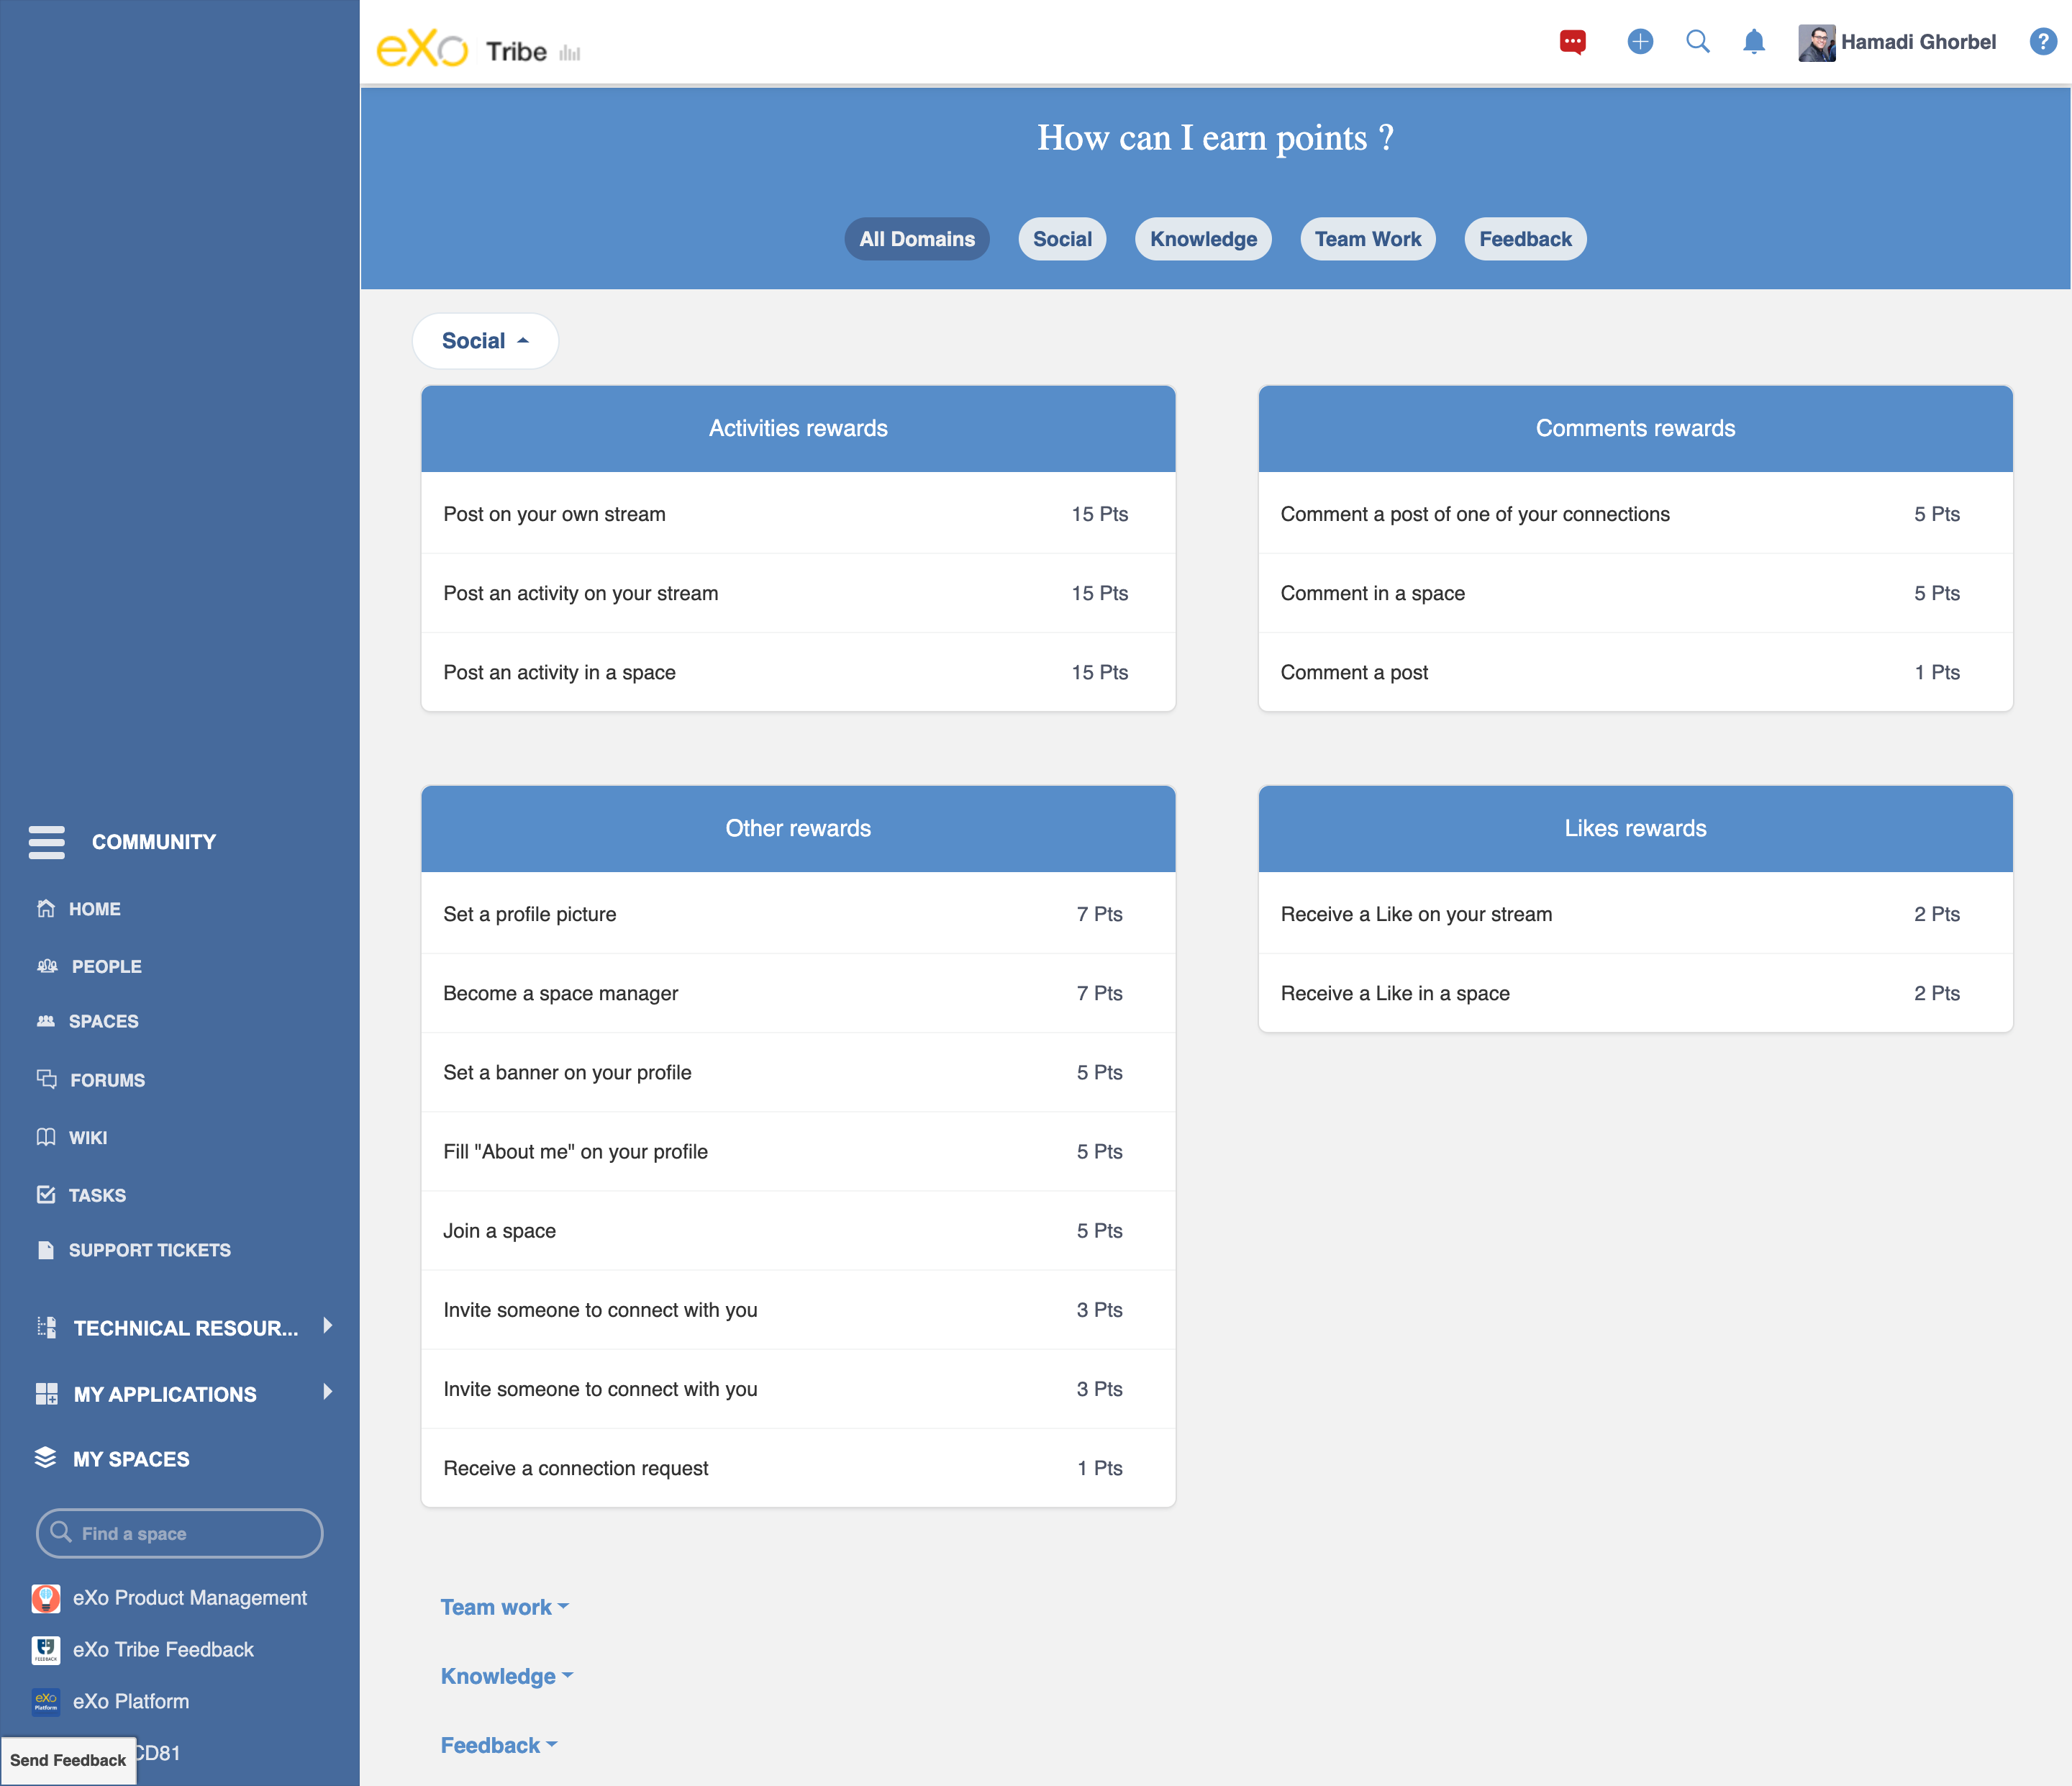 eXo Tribe
Hamadi Ghorbel
?
How can I earn points ?
All Domains
Social
Knowledge
Team Work
Feedback
Social
Activities rewards
Post on your own stream 15 Pts
Post an activity on your stream 15 Pts
Post an activity in a space 15 Pts
Comments rewards
Comment a post of one of your connections 5 Pts
Comment in a space 5 Pts
Comment a post 1 Pts
Other rewards
Set a profile picture 7 Pts
Become a space manager 7 Pts
Set a banner on your profile 5 Pts
Fill "About me" on your profile 5 Pts
Join a space 5 Pts
Invite someone to connect with you 3 Pts
Invite someone to connect with you 3 Pts
Receive a connection request 1 Pts
Likes rewards
Receive a Like on your stream 2 Pts
Receive a Like in a space 2 Pts
Team work
Knowledge
Feedback
COMMUNITY
HOME
PEOPLE
SPACES
FORUMS
WIKI
TASKS
SUPPORT TICKETS
TECHNICAL RESOUR...
MY APPLICATIONS
MY SPACES
Find a space
eXo Product Management
FEEDBACK
eXo Tribe Feedback
eXo
Platform
eXo Platform
CD81
Send Feedback